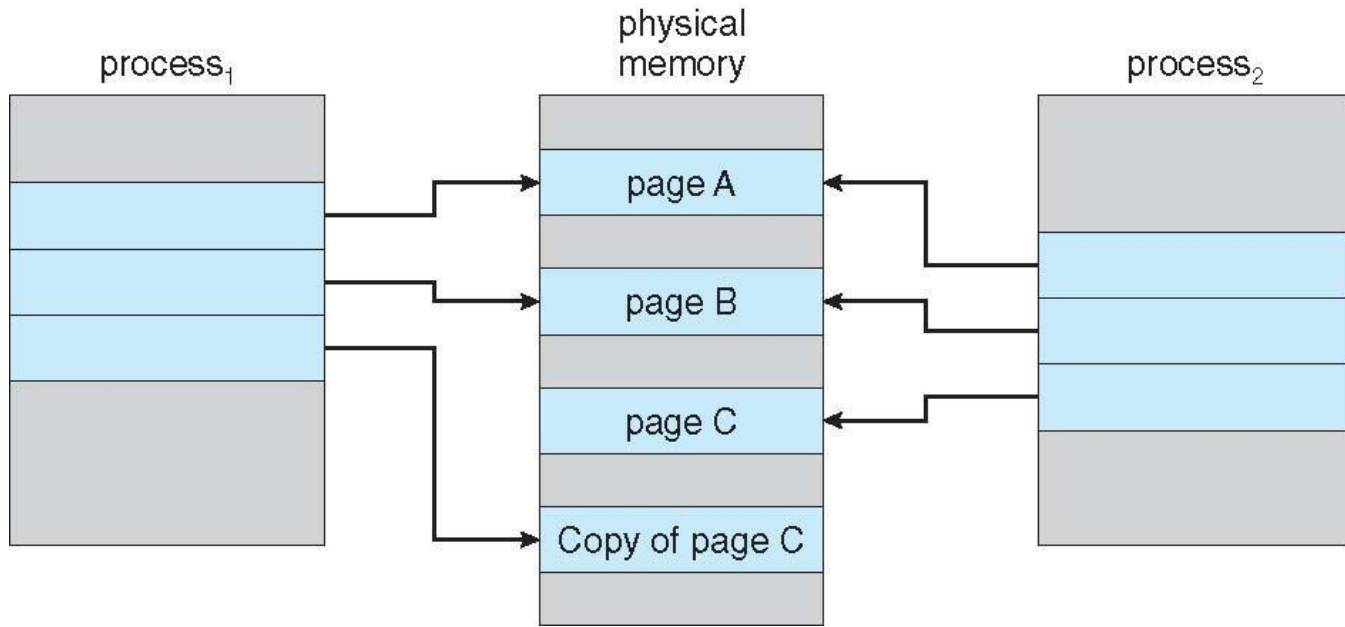 process₁
physical
memory
process₂
page A
page B
page C
Copy of page C